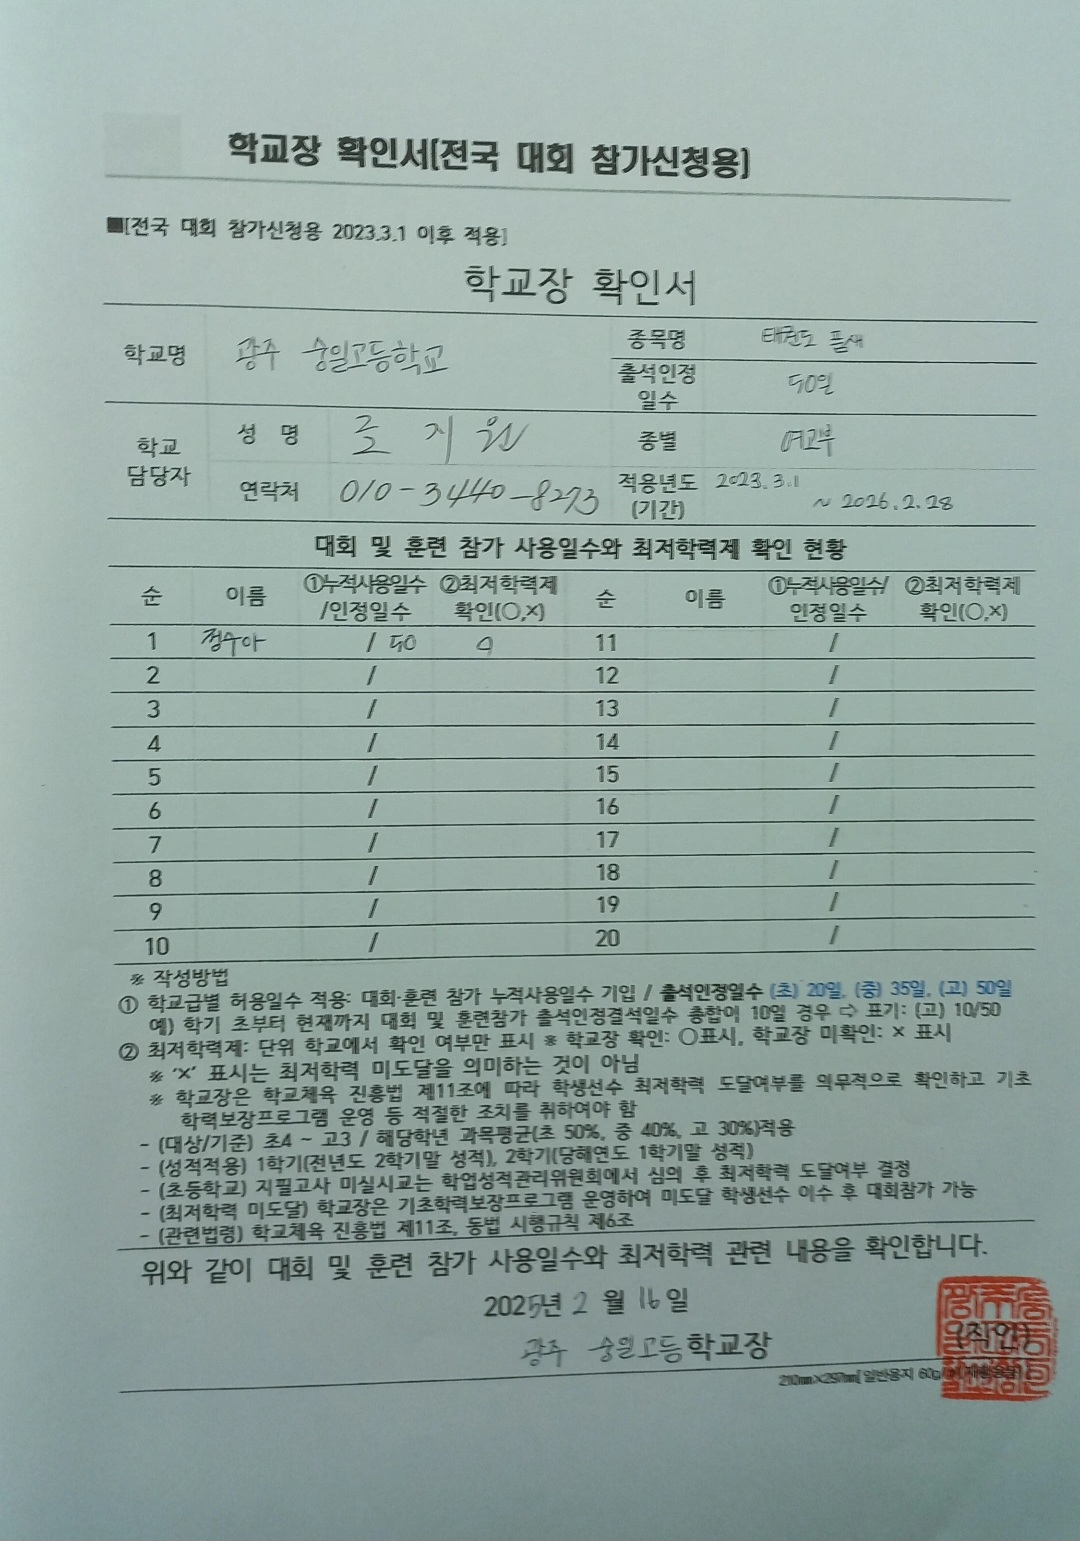 학교장 확인서(전국 대회 참가신청용)
■[전국 대회 참가신청용 2023.3.1 이후 적용]
학교장 확인서
학교명 광주 숭일고등학교 종목명 태권도 품새
출석인정 일수 50일
학교 담당자 성 명 지원 종별 여고부
연락처 010-3440-8273 적용년도 (기간) 2023.3.1 ~ 2026.2.28
대회 및 훈련 참가 사용일수와 최저학력제 확인 현황
순 이름 ①누적사용일수/인정일수 ②최저학력제 확인(○,×) 순 이름 ①누적사용일수/인정일수 ②최저학력제 확인(○,×)
1 정수아 / 50 ○ 11 /
2 / 12 /
3 / 13 /
4 / 14 /
5 / 15 /
6 / 16 /
7 / 17 /
8 / 18 /
9 / 19 /
10 / 20 /
※ 작성방법
① 학교급별 허용일수 적용: 대회·훈련 참가 누적사용일수 기입 / 출석인정일수 (초) 20일, (중) 35일, (고) 50일
예) 학기 초부터 현재까지 대회 및 훈련참가 출석인정결석일수 총합이 10일 경우 ⇨ 표기: (고) 10/50
② 최저학력제: 단위 학교에서 확인 여부만 표시 ※ 학교장 확인: ○표시, 학교장 미확인: × 표시
※ ‘×’ 표시는 최저학력 미도달을 의미하는 것이 아님
※ 학교장은 학교체육 진흥법 제11조에 따라 학생선수 최저학력 도달여부를 의무적으로 확인하고 기초
학력보장프로그램 운영 등 적절한 조치를 취하여야 함
- (대상/기준) 초4 ~ 고3 / 해당학년 과목평균(초 50%, 중 40%, 고 30%)적용
- (성적적용) 1학기(전년도 2학기말 성적), 2학기(당해연도 1학기말 성적)
- (초등학교) 지필고사 미실시교는 학업성적관리위원회에서 심의 후 최저학력 도달여부 결정
- (최저학력 미도달) 학교장은 기초학력보장프로그램 운영하여 미도달 학생선수 이수 후 대회참가 가능
- (관련법령) 학교체육 진흥법 제11조, 동법 시행규칙 제6조
위와 같이 대회 및 훈련 참가 사용일수와 최저학력 관련 내용을 확인합니다.
2025년 2 월 16 일
광주 숭일고등학교장 (직인)
210mm×297mm[일반용지 60g